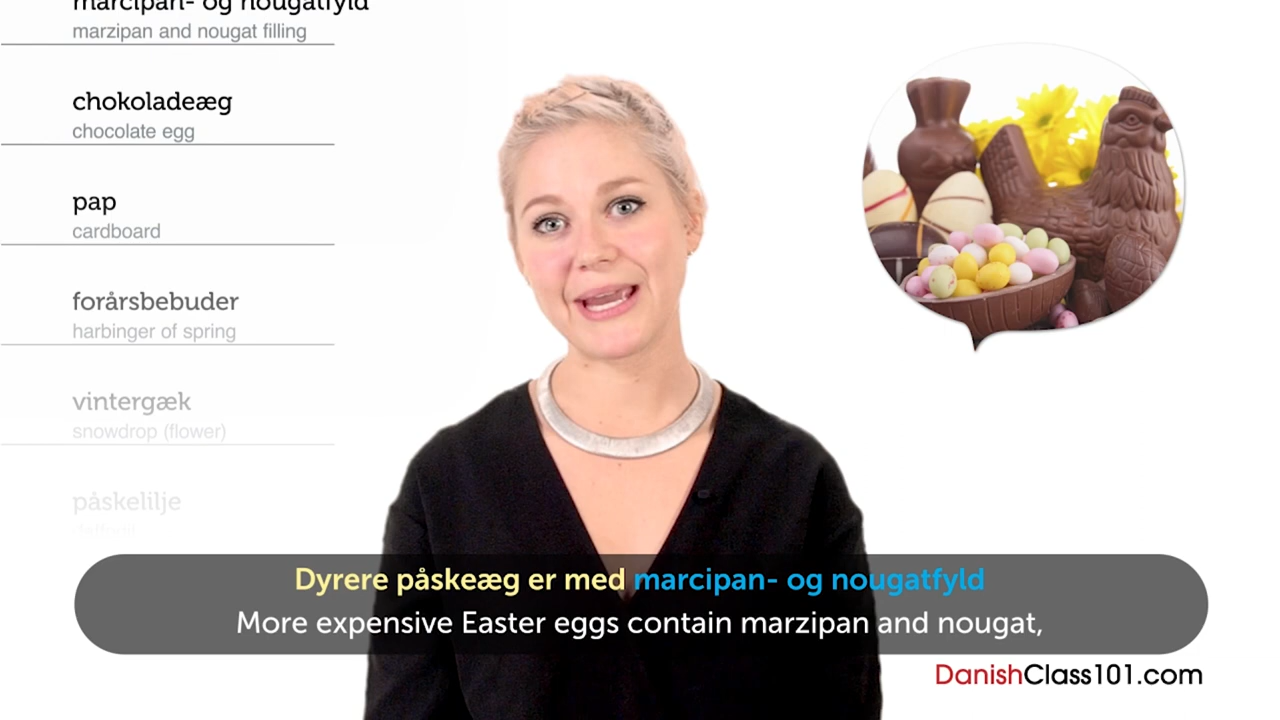 marcipan- og nougatfyld
marzipan and nougat filling
chokoladeæg
chocolate egg
pap
cardboard
forårsbebuder
harbinger of spring
vintergæk
snowdrop (flower)
påskelilje
Dyrere påskeæg er med marcipan- og nougatfyld
More expensive Easter eggs contain marzipan and nougat,
DanishClass101.com